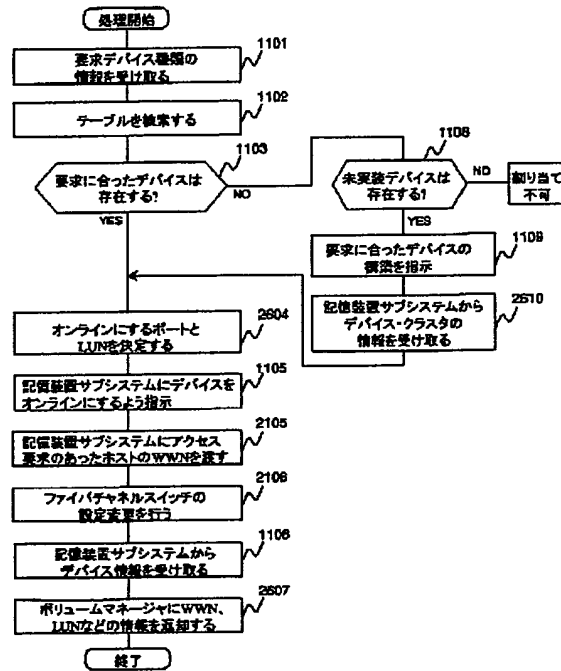 処理開始
1101
要求デバイス種類の
情報を受け取る
1102
テーブルを検索する
1103
要求に合ったデバイスは
存在する?
NO
YES
1108
未実装デバイスは
存在する?
NO
割り当て
不可
YES
1109
要求に合ったデバイスの
構築を指示
2610
記憶装置サブシステムから
デバイス・クラスタの
情報を受け取る
2604
オンラインにするポートと
LUNを決定する
1105
記憶装置サブシステムにデバイスを
オンラインにするよう指示
2105
記憶装置サブシステムにアクセス
要求のあったホストのWWNを渡す
2106
ファイバチャネルスイッチの
設定変更を行う
1106
記憶装置サブシステムから
デバイス情報を受け取る
2607
ボリュームマネージャにWWN、
LUNなどの情報を返却する
終了